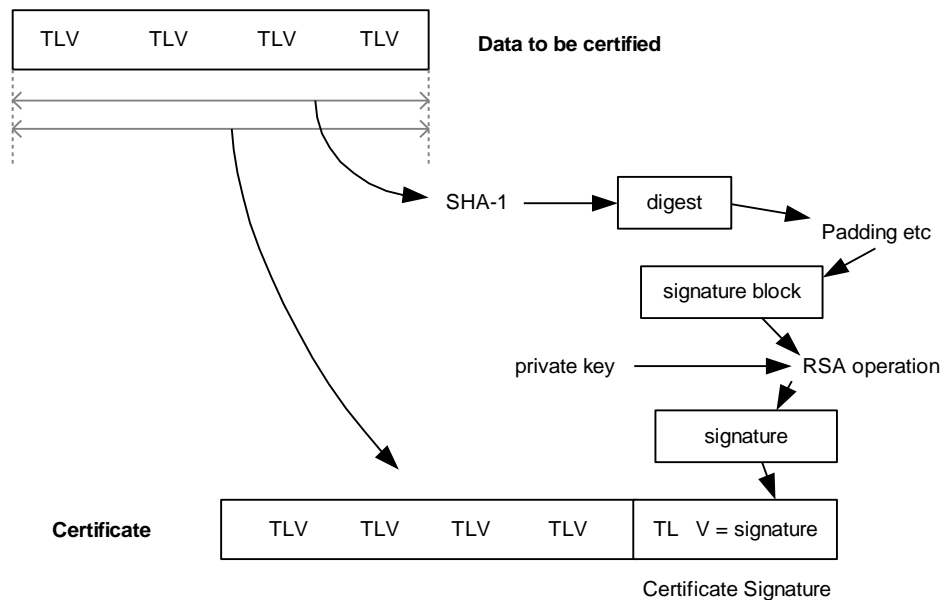 TLV TLV TLV TLV
Data to be certified
SHA-1
digest
Padding etc
signature block
private key
RSA operation
signature
Certificate
TLV TLV TLV TLV
TL V = signature
Certificate Signature